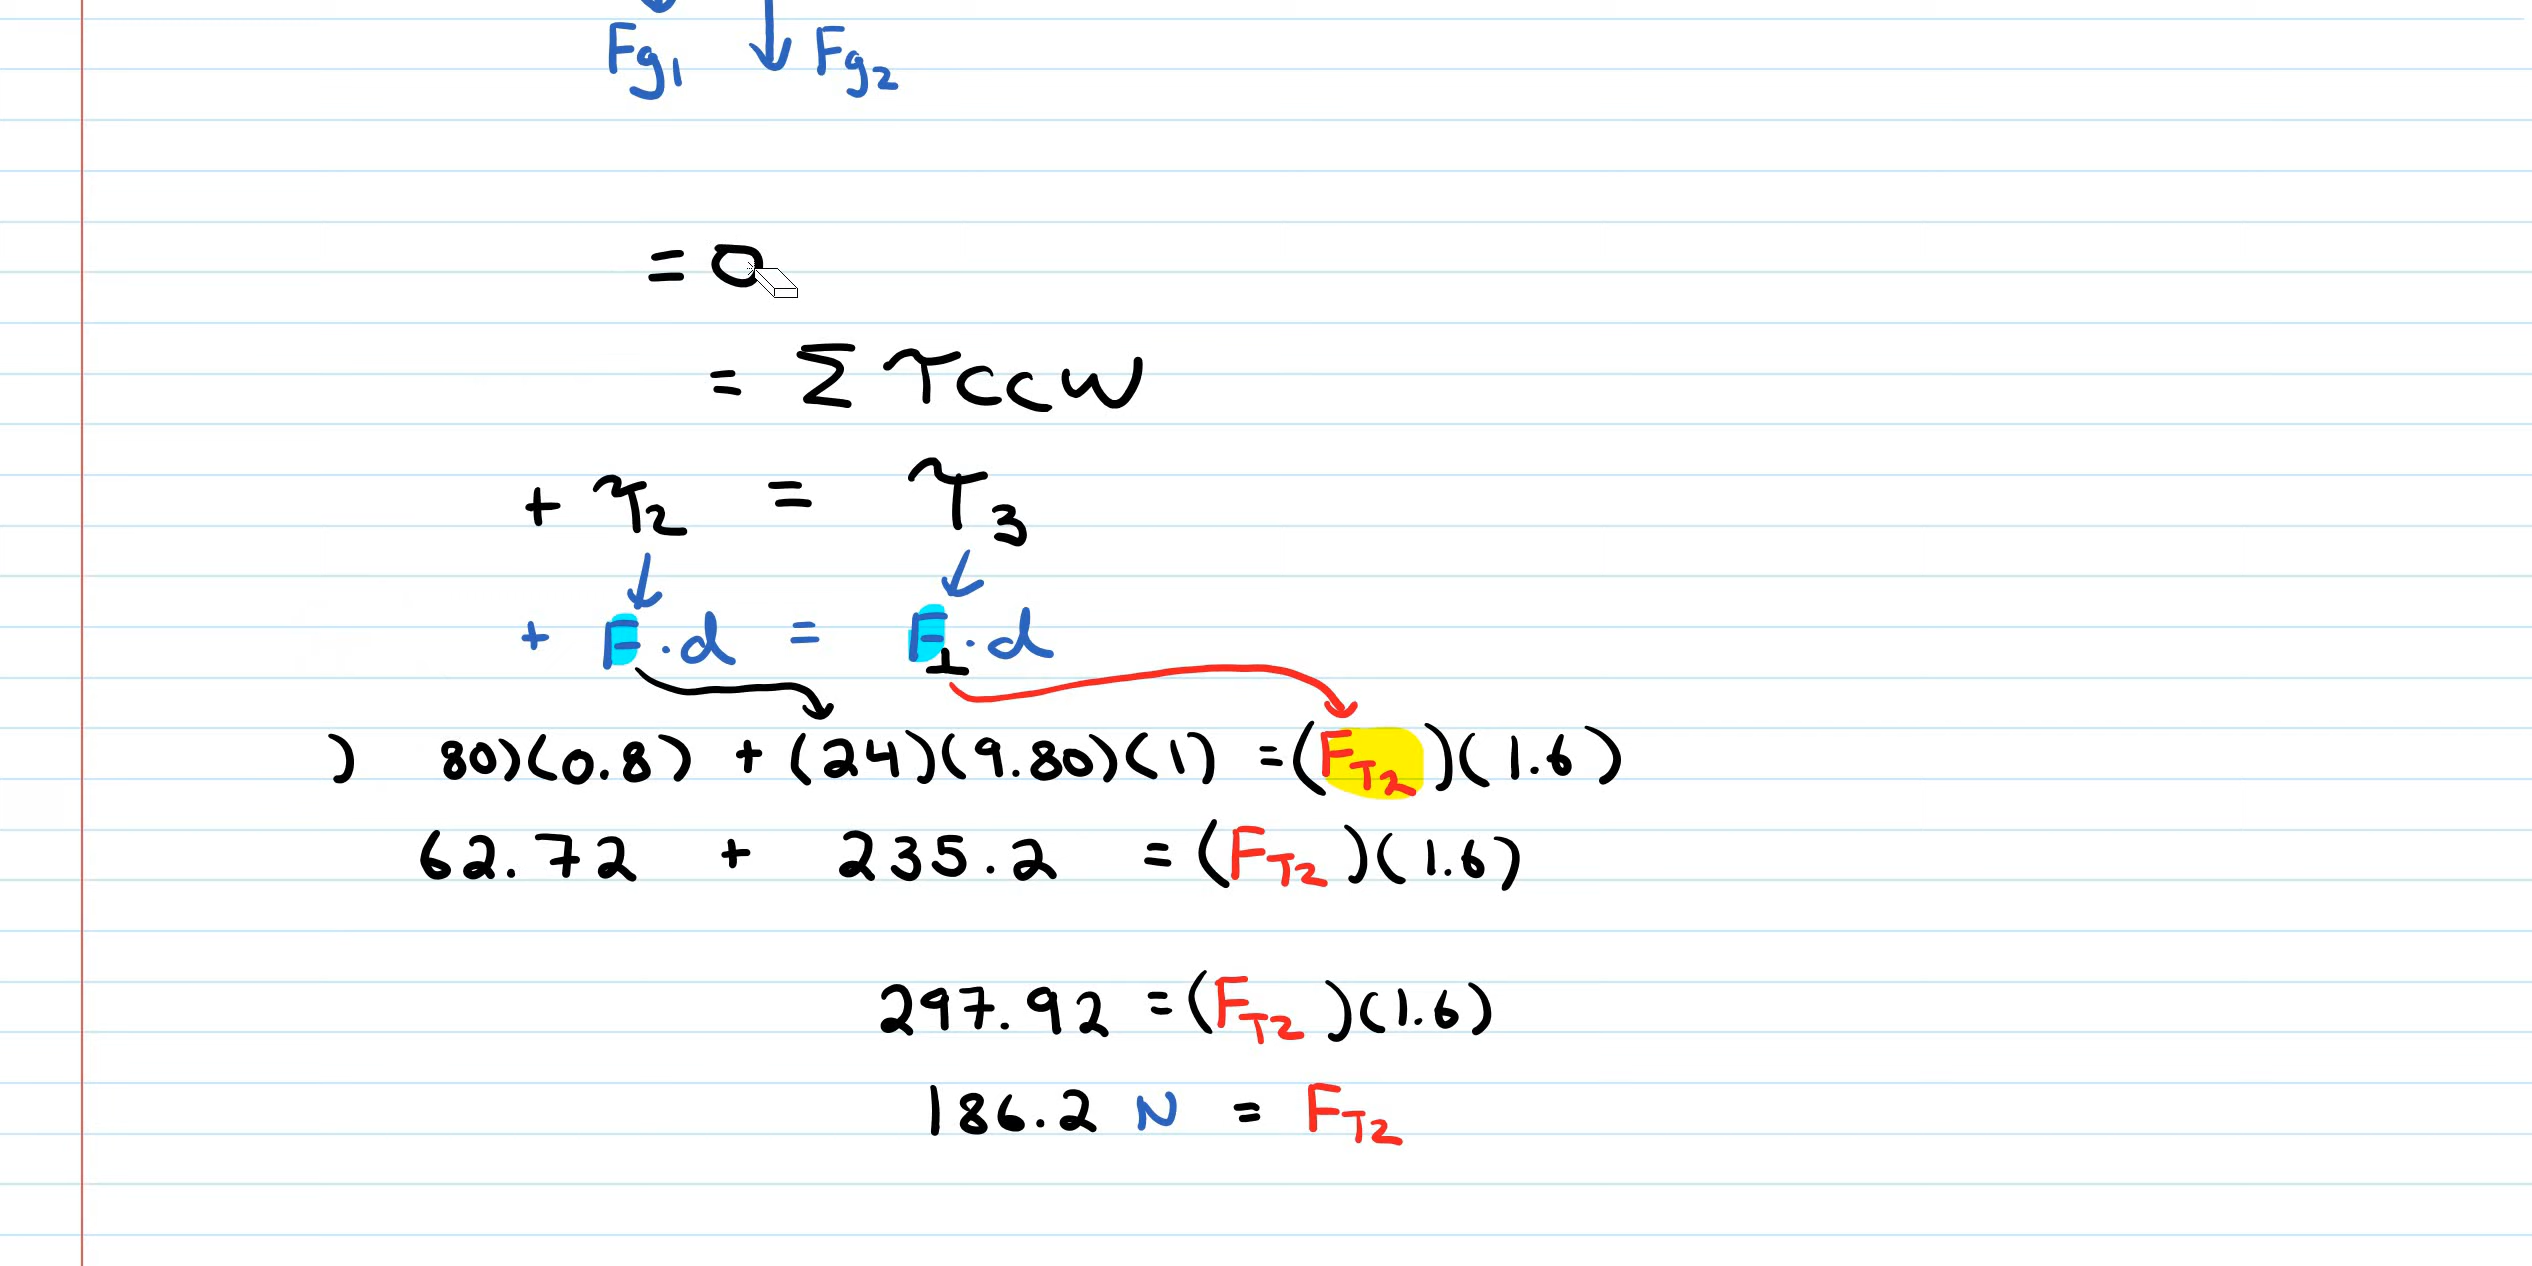 Fg1 Fg2
= 0
= Σ τccw
+ τ2 = τ3
+ F·d = F⊥·d
) 80)(0.8) + (24)(9.80)(1) = (FT2)(1.6)
62.72 + 235.2 = (FT2)(1.6)
297.92 = (FT2)(1.6)
186.2 N = FT2